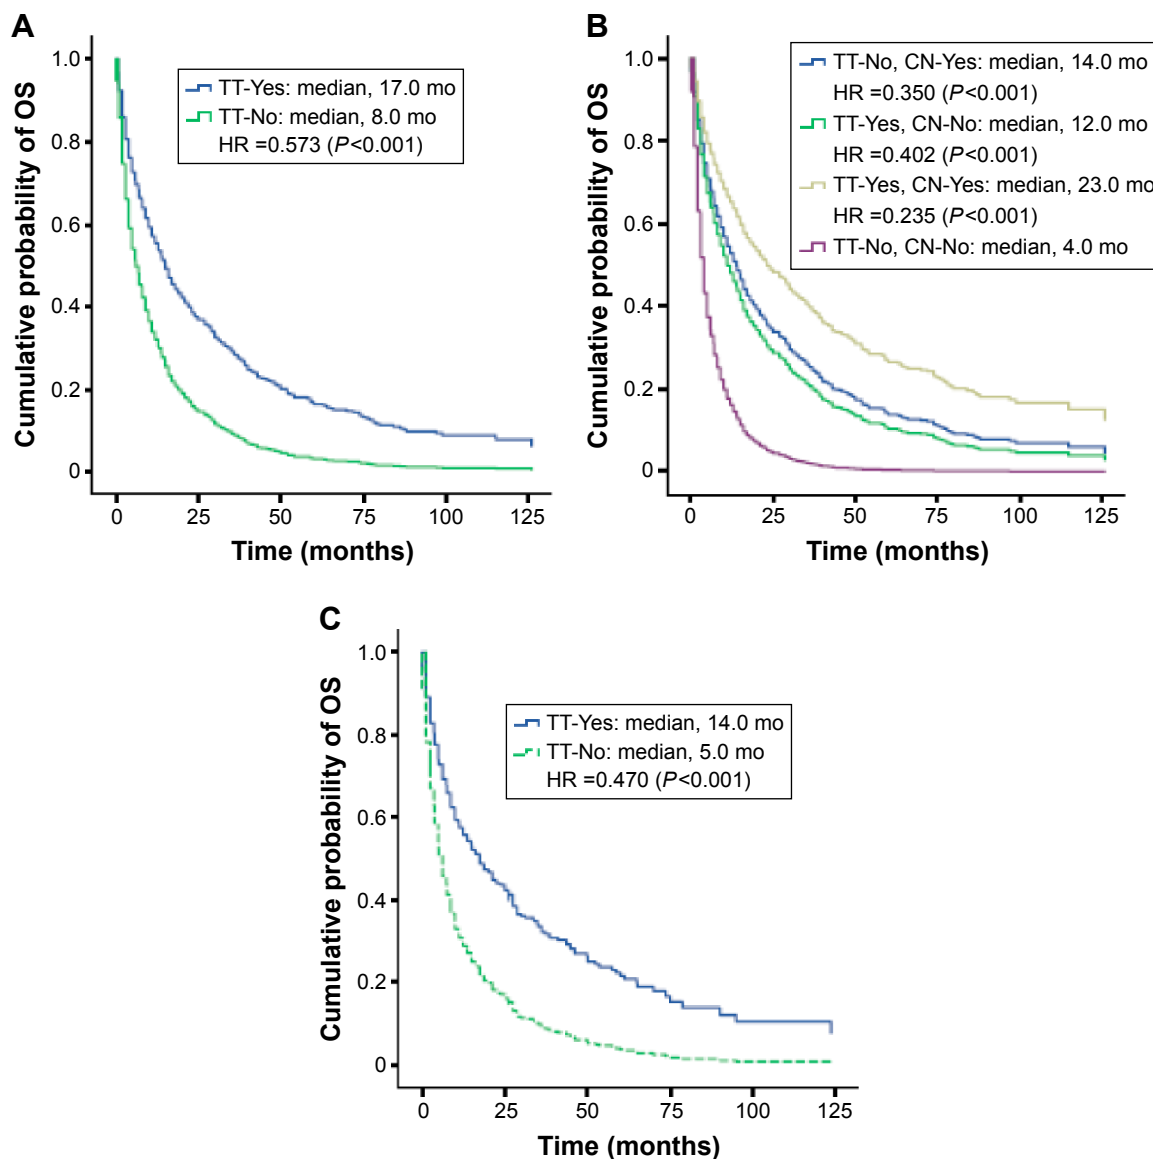 A
Cumulative probability of OS
1.0
0.8
0.6
0.4
0.2
0
TT-Yes: median, 17.0 mo
TT-No: median, 8.0 mo
HR =0.573 (P<0.001)
0 25 50 75 100 125
Time (months)
B
Cumulative probability of OS
1.0
0.8
0.6
0.4
0.2
0
TT-No, CN-Yes: median, 14.0 mo
HR =0.350 (P<0.001)
TT-Yes, CN-No: median, 12.0 mo
HR =0.402 (P<0.001)
TT-Yes, CN-Yes: median, 23.0 mo
HR =0.235 (P<0.001)
TT-No, CN-No: median, 4.0 mo
0 25 50 75 100 125
Time (months)
C
Cumulative probability of OS
1.0
0.8
0.6
0.4
0.2
0
TT-Yes: median, 14.0 mo
TT-No: median, 5.0 mo
HR =0.470 (P<0.001)
0 25 50 75 100 125
Time (months)